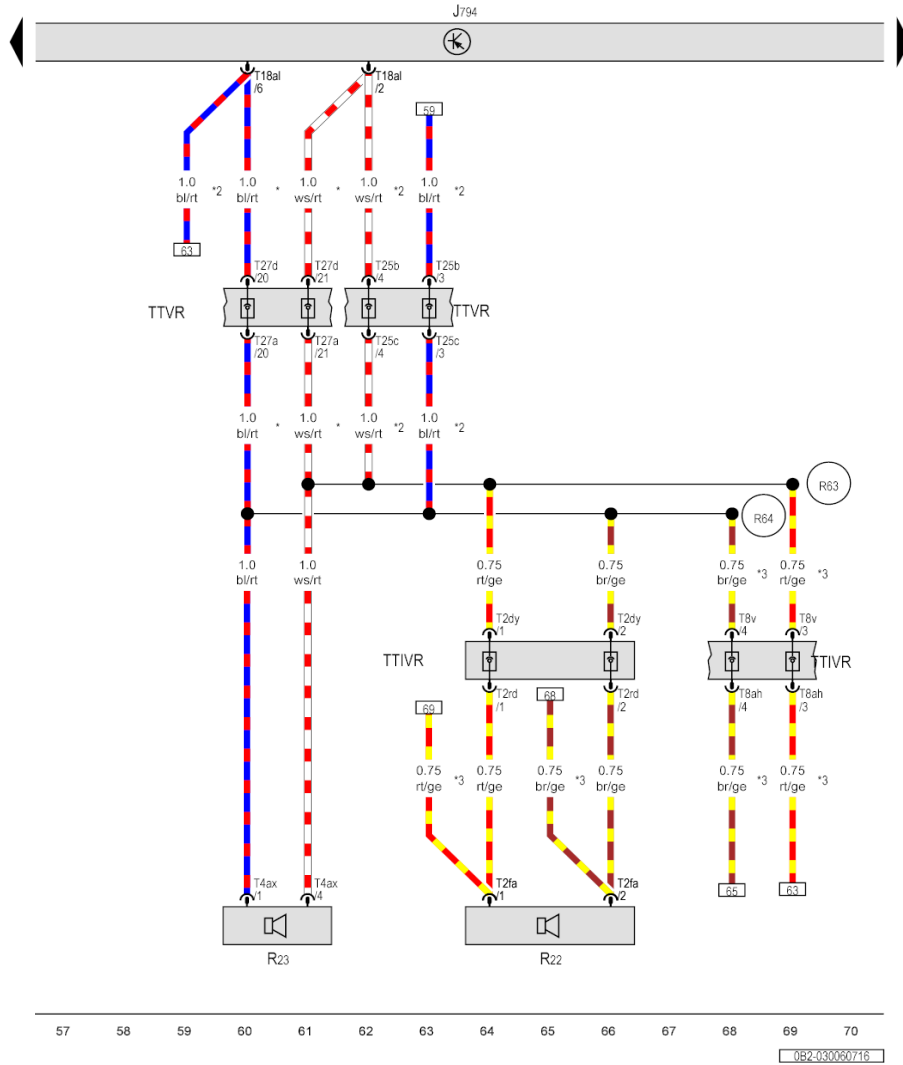 J794
T18al
/6
T18al
/2
59
1.0
bl/rt
*2
1.0
bl/rt
*
1.0
ws/rt
*
1.0
ws/rt
*2
1.0
bl/rt
*2
63
T27d
/20
T27d
/21
T25b
/4
T25b
/3
TTVR
TTVR
T27a
/20
T27a
/21
T25c
/4
T25c
/3
1.0
bl/rt
*
1.0
ws/rt
*
1.0
ws/rt
*2
1.0
bl/rt
*2
R63
R64
1.0
bl/rt
1.0
ws/rt
0.75
rt/ge
0.75
br/ge
0.75
br/ge
*3
0.75
rt/ge
*3
T2dy
/1
T2dy
/2
T8v
/4
T8v
/3
TTIVR
TTIVR
69
T2rd
/1
68
T2rd
/2
T8ah
/4
T8ah
/3
0.75
rt/ge
*3
0.75
rt/ge
0.75
br/ge
*3
0.75
br/ge
0.75
br/ge
*3
0.75
rt/ge
*3
T4ax
/1
T4ax
/4
T2fa
/1
T2fa
/2
65
63
R23
R22
57 58 59 60 61 62 63 64 65 66 67 68 69 70
0B2-030060716